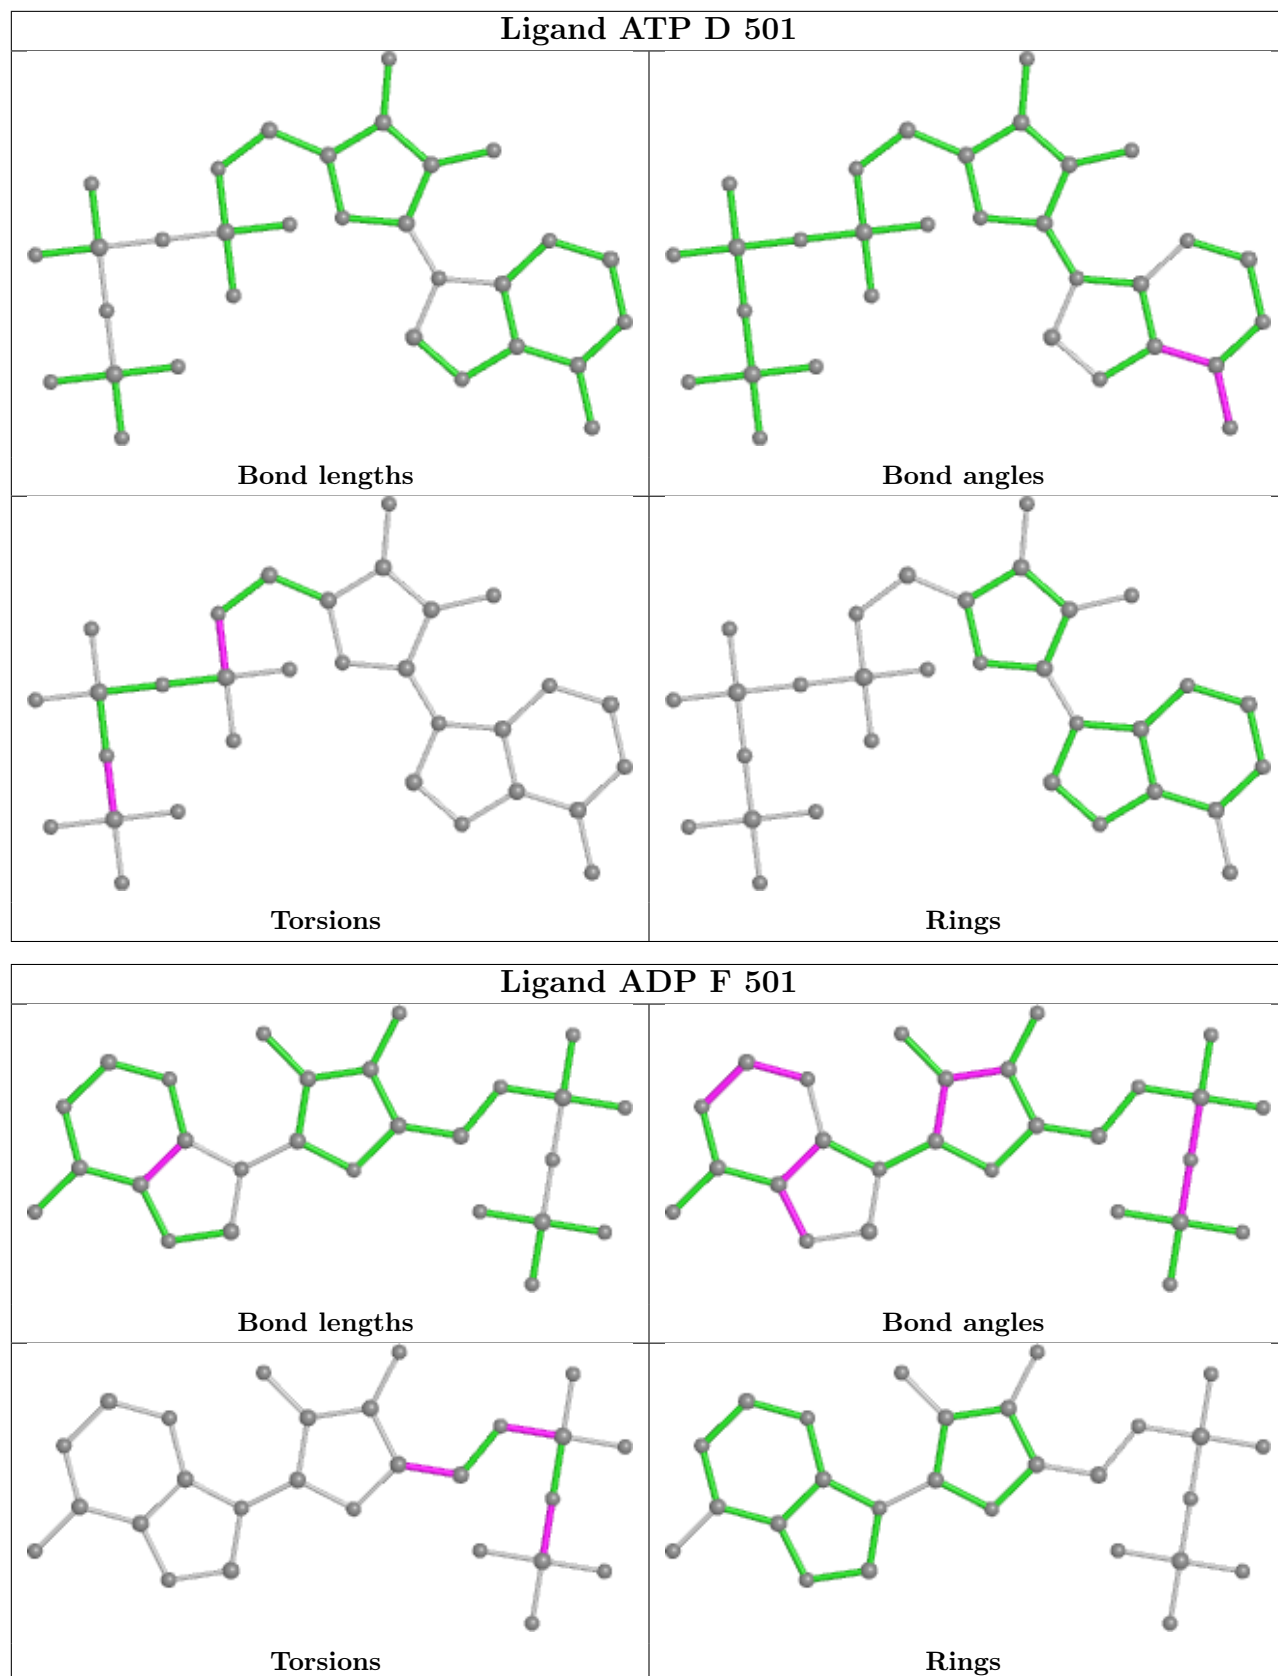 Ligand ATP D 501
Bond lengths
Bond angles
Torsions
Rings
Ligand ADP F 501
Bond lengths
Bond angles
Torsions
Rings